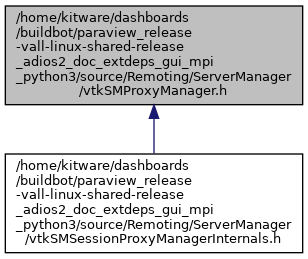 /home/kitware/dashboards
/buildbot/paraview_release
-vall-linux-shared-release
_adios2_doc_extdeps_gui_mpi
_python3/source/Remoting/ServerManager
/vtkSMProxyManager.h
/home/kitware/dashboards
/buildbot/paraview_release
-vall-linux-shared-release
_adios2_doc_extdeps_gui_mpi
_python3/source/Remoting/ServerManager
/vtkSMSessionProxyManagerInternals.h